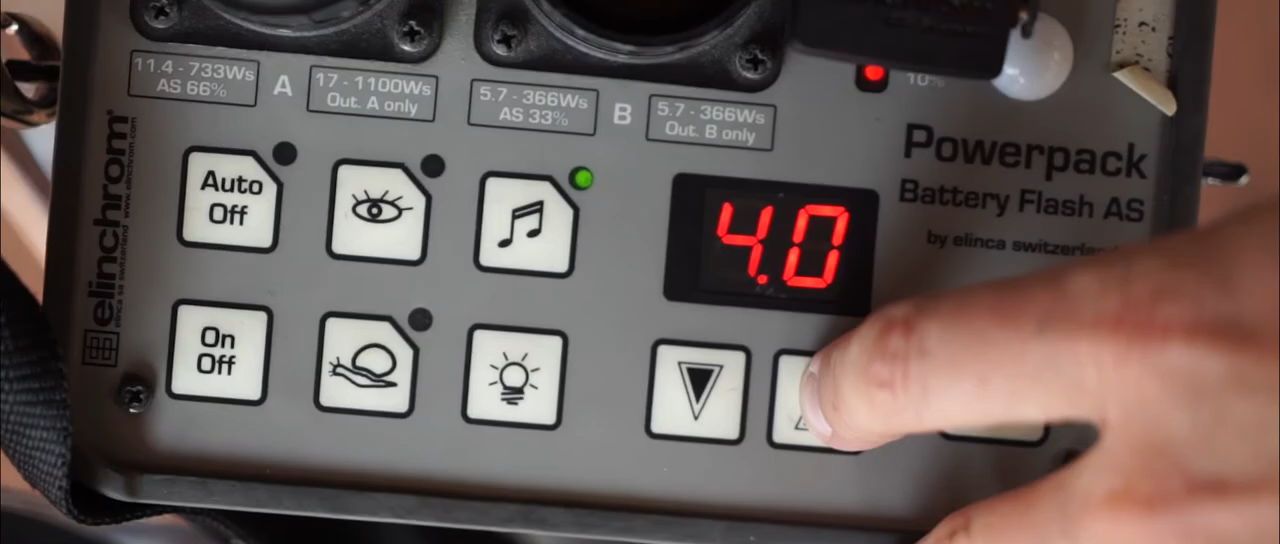 11.4 - 733Ws
AS 66%
A
17 - 1100Ws
Out. A only
5.7 - 366Ws
AS 33%
B
5.7 - 366Ws
Out. B only
10%
Powerpack
Battery Flash AS
by elinca switzerland
elinchrom®
elinca sa switzerland www.elinchrom.com
Auto
Off
4.0
On
Off